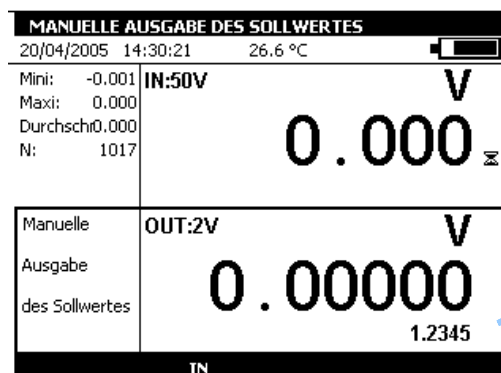 MANUELLE AUSGABE DES SOLLWERTES
20/04/2005 14:30:21 26.6 °C
Mini: -0.001
Maxi: 0.000
Durchschn0.000
N: 1017
IN:50V
V
0.000
Manuelle
Ausgabe
des Sollwertes
OUT:2V
V
0.00000
1.2345
IN